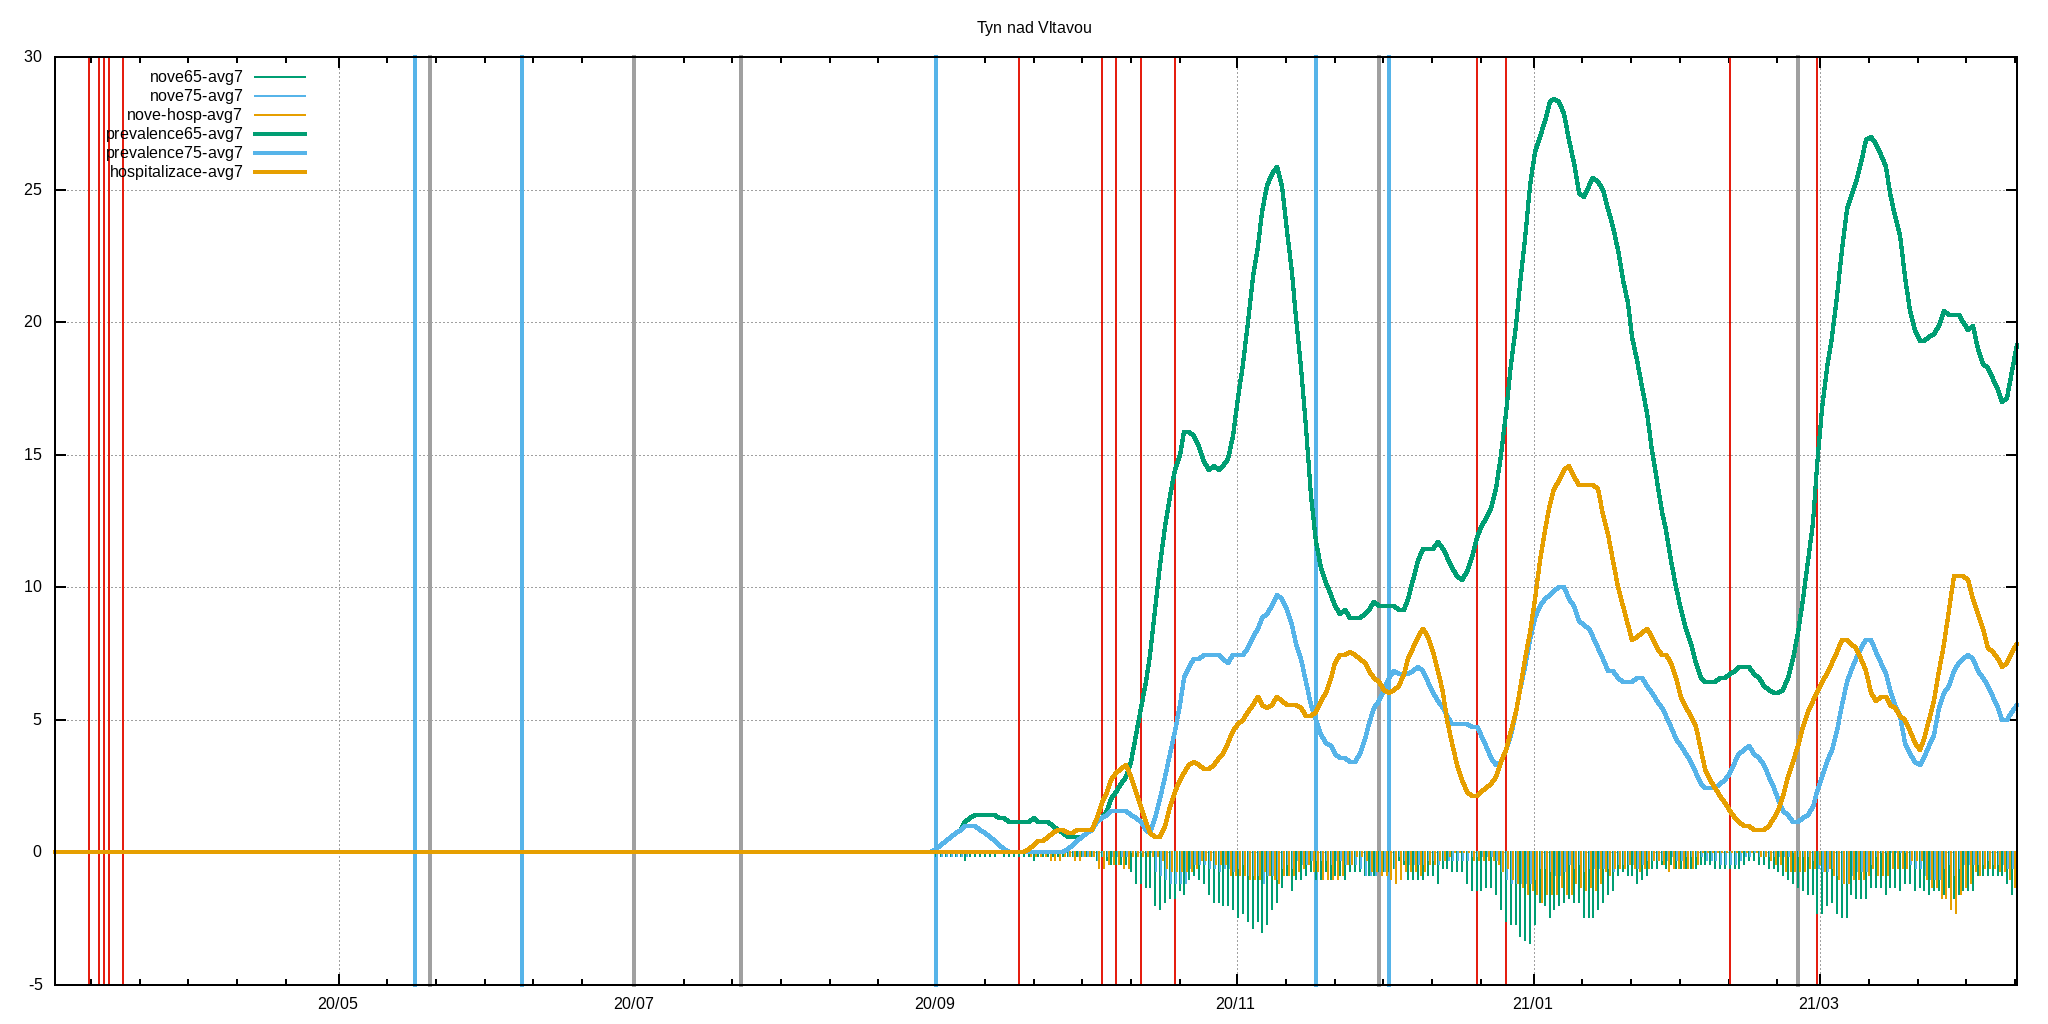 Tyn nad Vltavou
30
25
20
15
10
5
0
-5
nove65-avg7
nove75-avg7
nove-hosp-avg7
prevalence65-avg7
prevalence75-avg7
hospitalizace-avg7
20/05
20/07
20/09
20/11
21/01
21/03